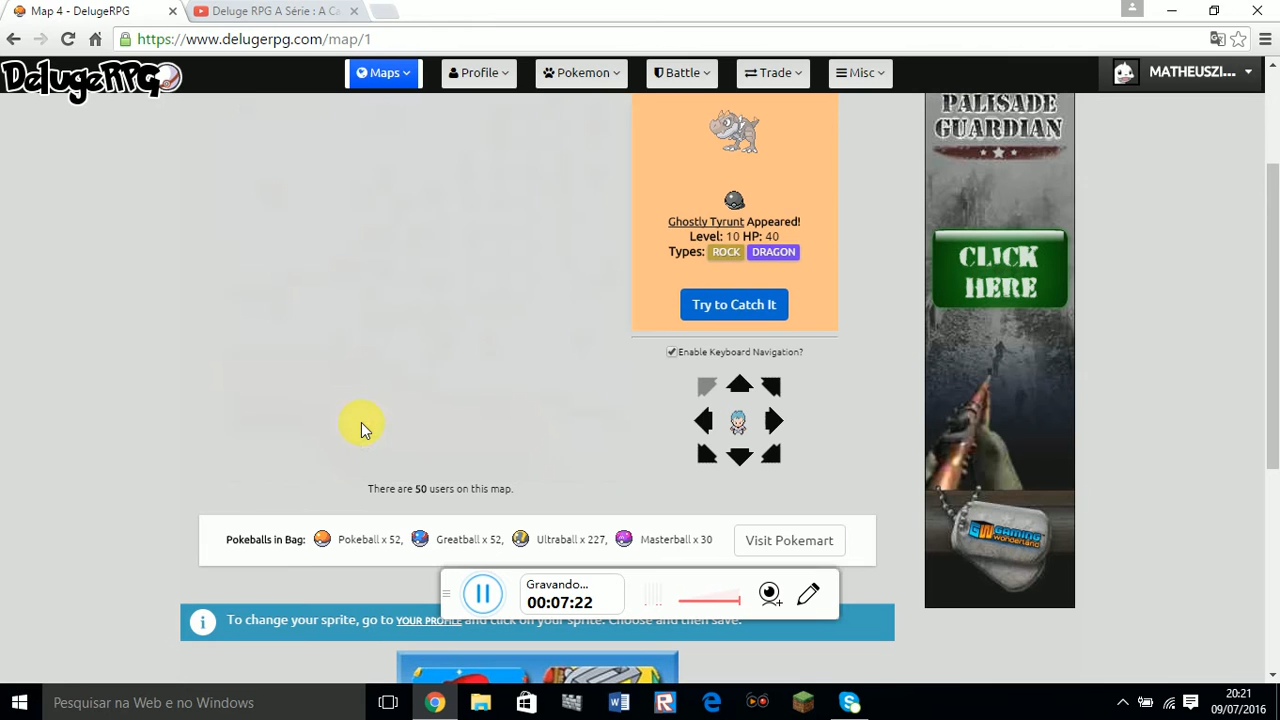 Map 4 - DelugeRPG
Deluge RPG A Série : A Ca
https://www.delugerpg.com/map/1
DelugeRPG
Maps
Profile
Pokemon
Battle
Trade
Misc
MATHEUSZI...
PALISADE
GUARDIAN
Ghostly Tyrunt Appeared!
Level: 10 HP: 40
Types: ROCK DRAGON
Try to Catch It
CLICK
HERE
Enable Keyboard Navigation?
There are 50 users on this map.
Pokeballs in Bag: Pokeball x 52, Greatball x 52, Ultraball x 227, Masterball x 30
Visit Pokemart
GW GAMING
WONDERLAND
Gravando...
00:07:22
To change your sprite, go to YOUR PROFILE and click on your sprite. Choose and then save.
Pesquisar na Web e no Windows
20:21
09/07/2016